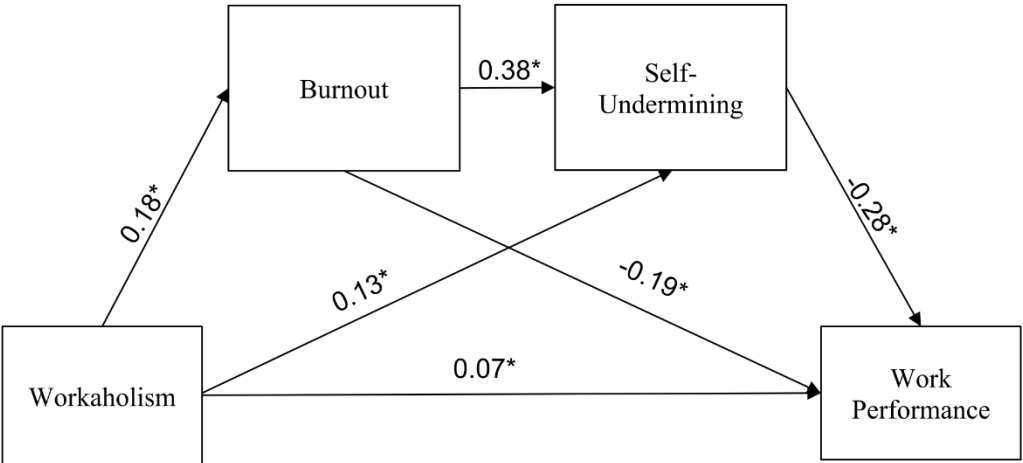 Burnout
0.38*
Self-
Undermining
0.18*
0.13*
-0.19*
-0.28*
0.07*
Workaholism
Work
Performance